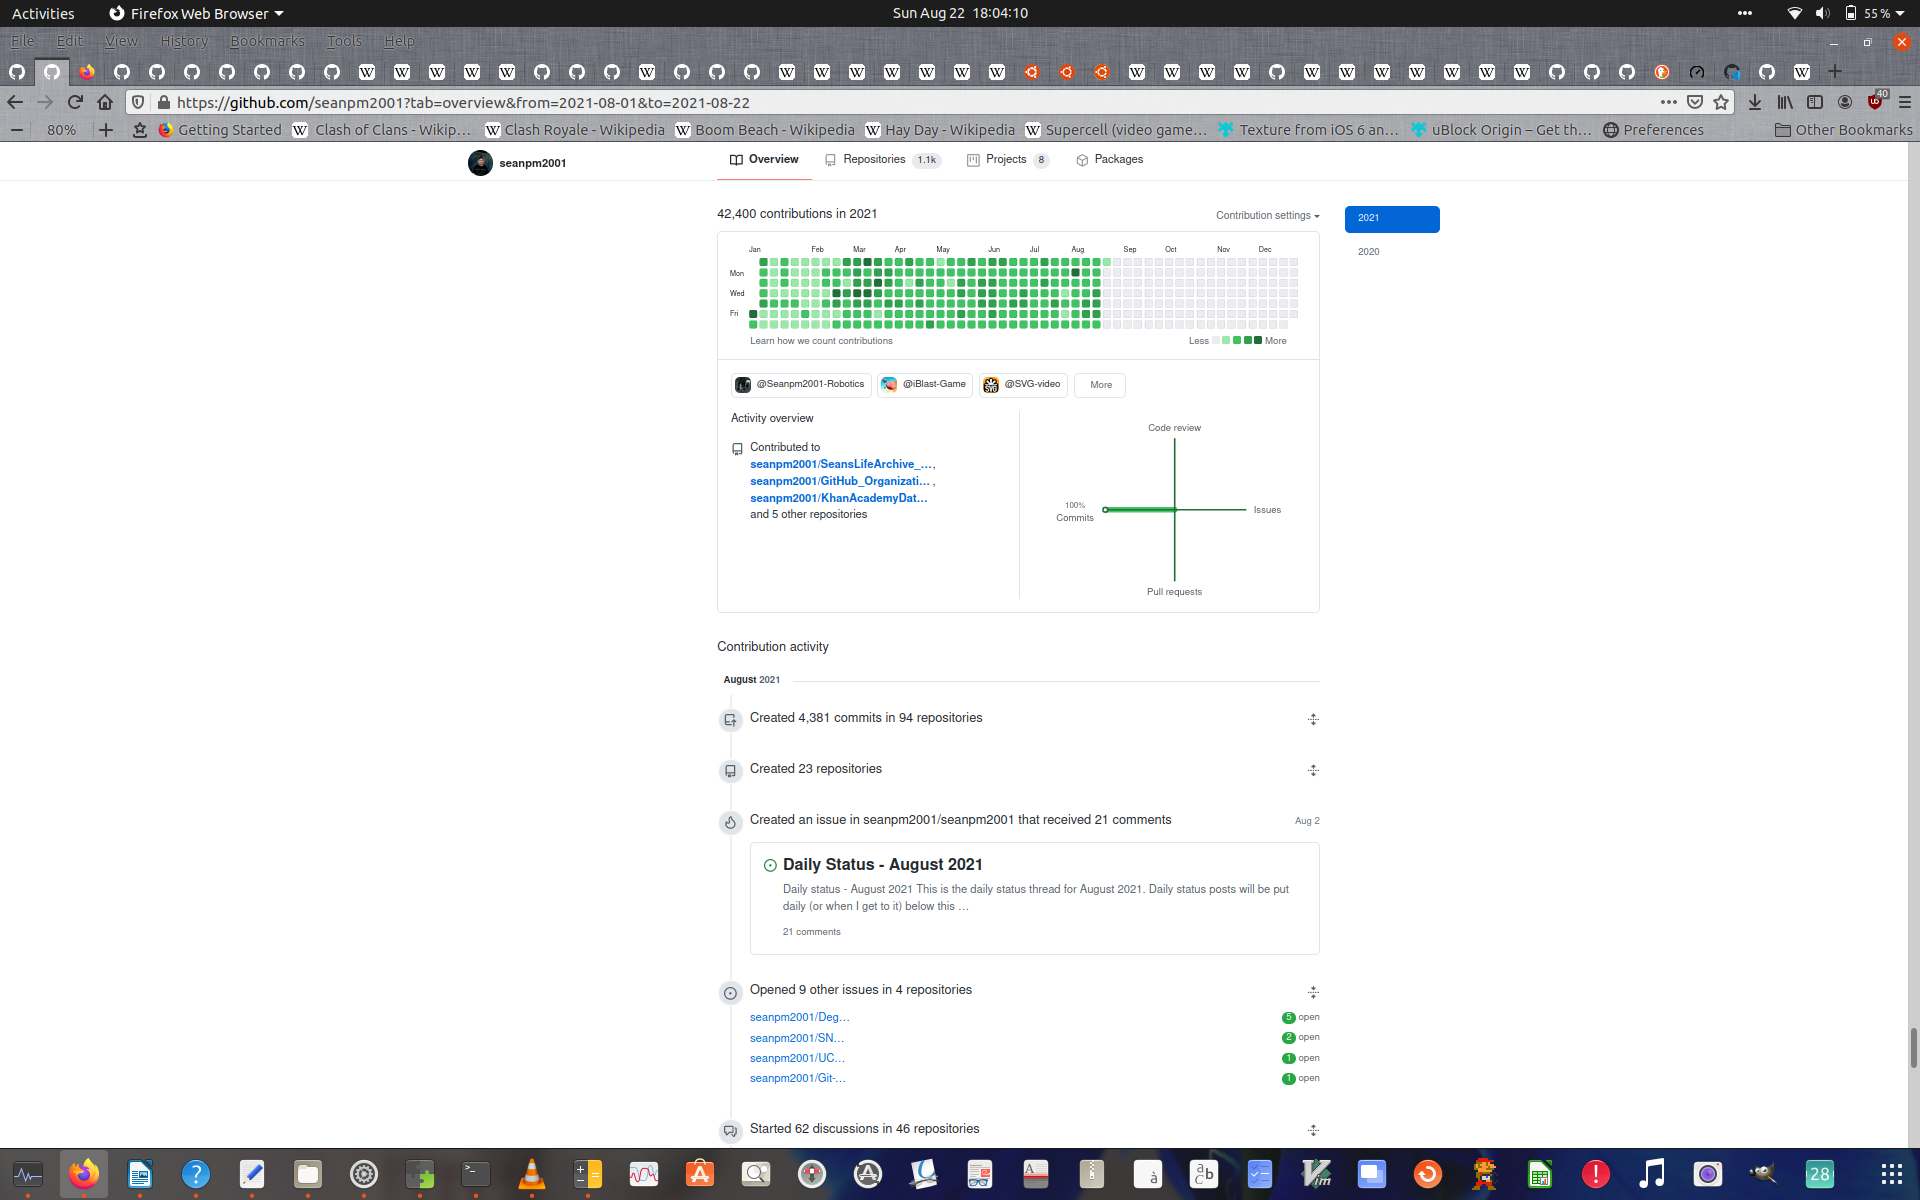 Activities
Firefox Web Browser
Sun Aug 22 18:04:10
55 %
File Edit View History Bookmarks Tools Help
https://github.com/seanpm2001?tab=overview&from=2021-08-01&to=2021-08-22
40
80%
Getting Started
Clash of Clans - Wikip…
Clash Royale - Wikipedia
Boom Beach - Wikipedia
Hay Day - Wikipedia
Supercell (video game…
Texture from iOS 6 an…
uBlock Origin – Get th…
Preferences
Other Bookmarks
seanpm2001
Overview
Repositories 1.1k
Projects 8
Packages
42,400 contributions in 2021
Contribution settings
2021
2020
Jan Feb Mar Apr May Jun Jul Aug Sep Oct Nov Dec
Mon
Wed
Fri
Learn how we count contributions
Less More
@Seanpm2001-Robotics
@iBlast-Game
@SVG-video
More
Activity overview
Contributed to
seanpm2001/SeansLifeArchive_…,
seanpm2001/GitHub_Organizati…,
seanpm2001/KhanAcademyDat…
and 5 other repositories
Code review
100%
Commits
Issues
Pull requests
Contribution activity
August 2021
Created 4,381 commits in 94 repositories
Created 23 repositories
Created an issue in seanpm2001/seanpm2001 that received 21 comments
Aug 2
Daily Status - August 2021
Daily status - August 2021 This is the daily status thread for August 2021. Daily status posts will be put
daily (or when I get to it) below this …
21 comments
Opened 9 other issues in 4 repositories
seanpm2001/Deg…
5 open
seanpm2001/SN…
2 open
seanpm2001/UC…
1 open
seanpm2001/Git-…
1 open
Started 62 discussions in 46 repositories
28